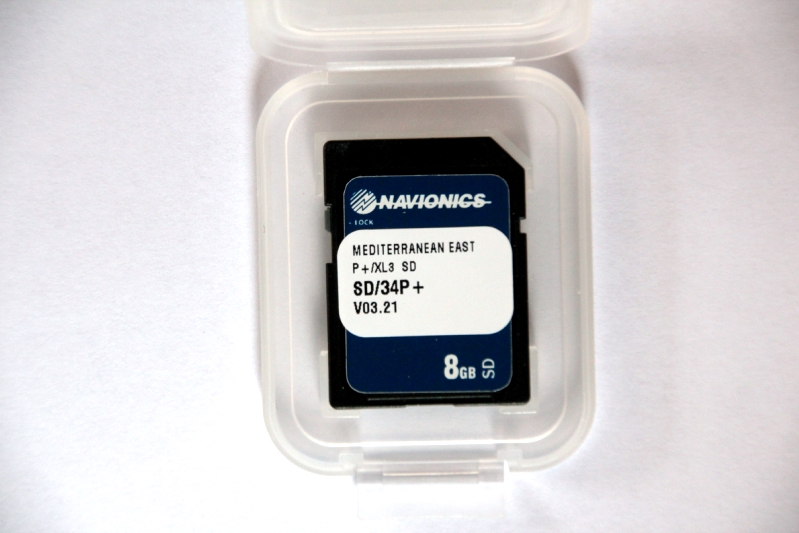 NAVIONICS
- LOCK
MEDITERRANEAN EAST
P+/XL3 SD
SD/34P+
V03.21
8GB SD